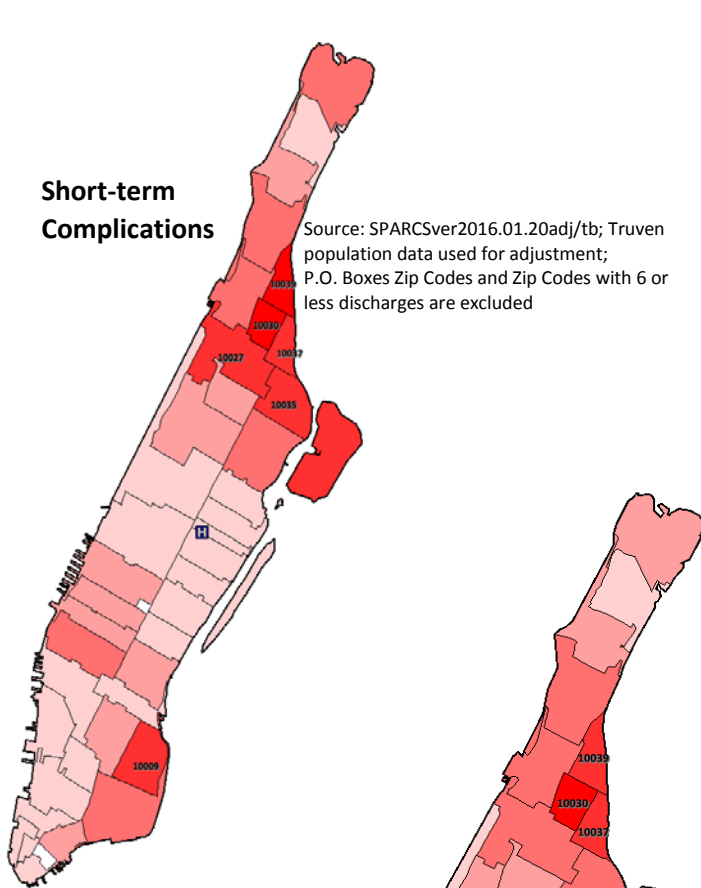 Short-term
Complications
Source: SPARCSver2016.01.20adj/tb; Truven
population data used for adjustment;
P.O. Boxes Zip Codes and Zip Codes with 6 or
less discharges are excluded
10039
10030
10037
10027
10035
H
10009
10039
10030
10037